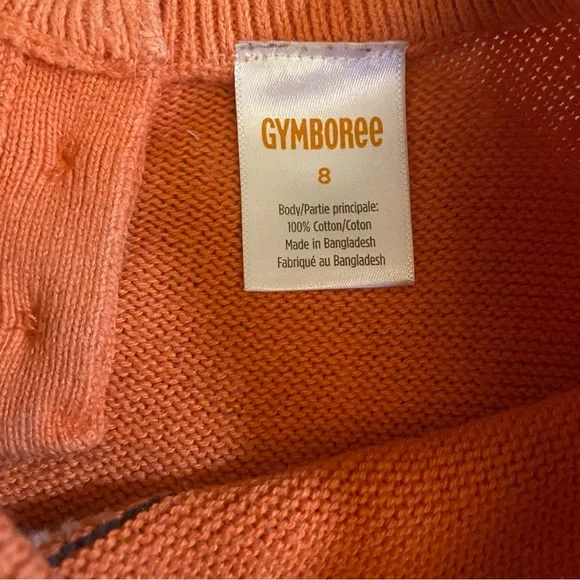 GYMBOREE
8
Body/Partie principale:
100% Cotton/Coton
Made in Bangladesh
Fabriqué au Bangladesh